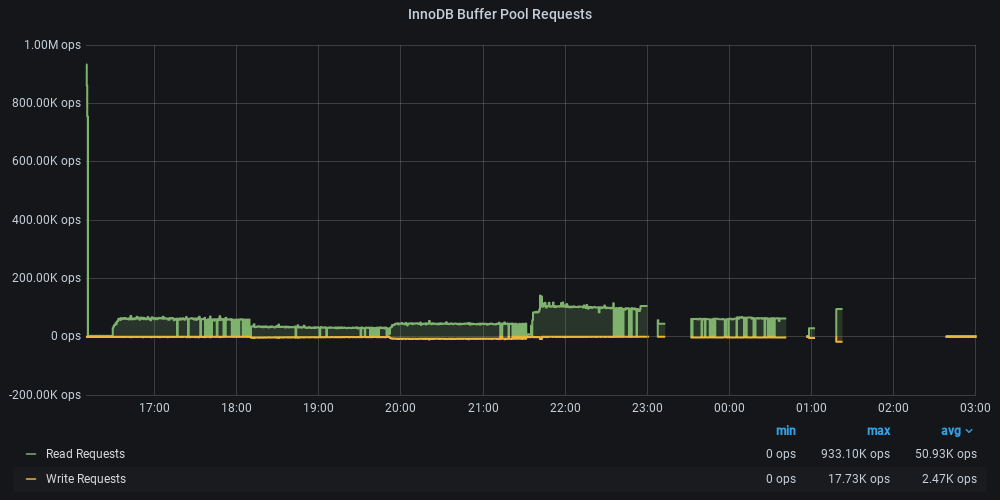 InnoDB Buffer Pool Requests
1.00M ops
800.00K ops
600.00K ops
400.00K ops
200.00K ops
0 ops
-200.00K ops
17:00 18:00 19:00 20:00 21:00 22:00 23:00 00:00 01:00 02:00 03:00
min max avg
Read Requests 0 ops 933.10K ops 50.93K ops
Write Requests 0 ops 17.73K ops 2.47K ops